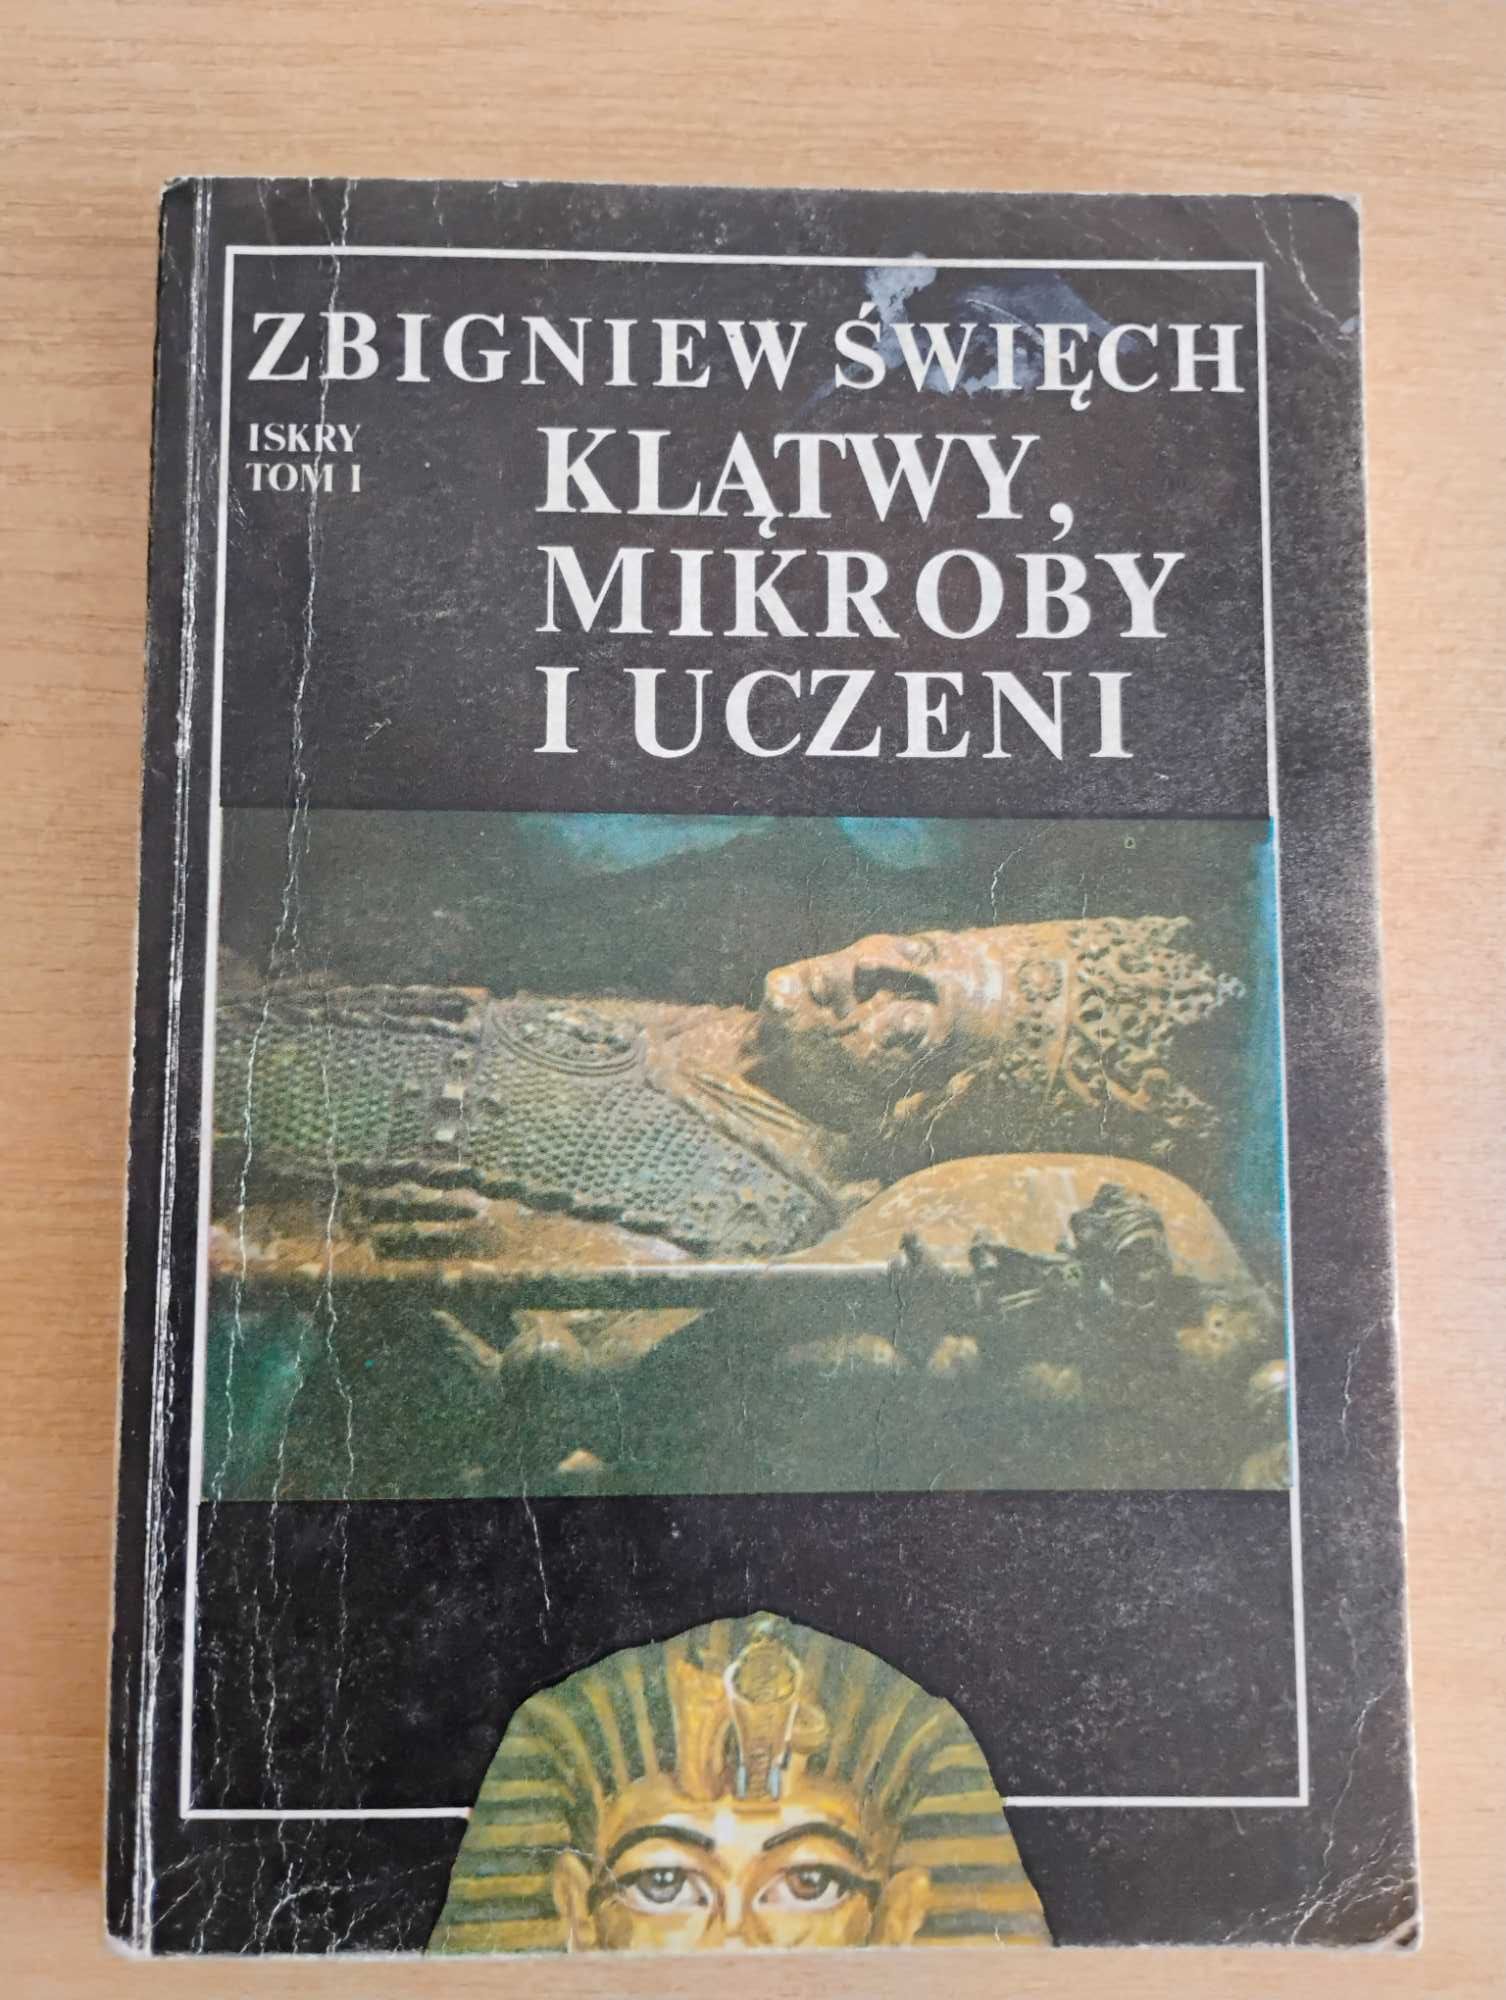 ZBIGNIEW ŚWIĘCH
ISKRY
TOM I
KLĄTWY,
MIKROBY
I UCZENI